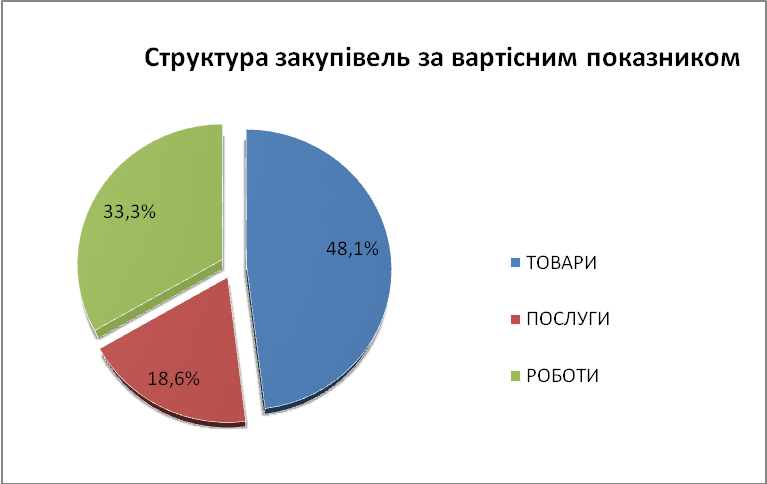 Структура закупівель за вартісним показником
33,3%
48,1%
18,6%
ТОВАРИ
ПОСЛУГИ
РОБОТИ